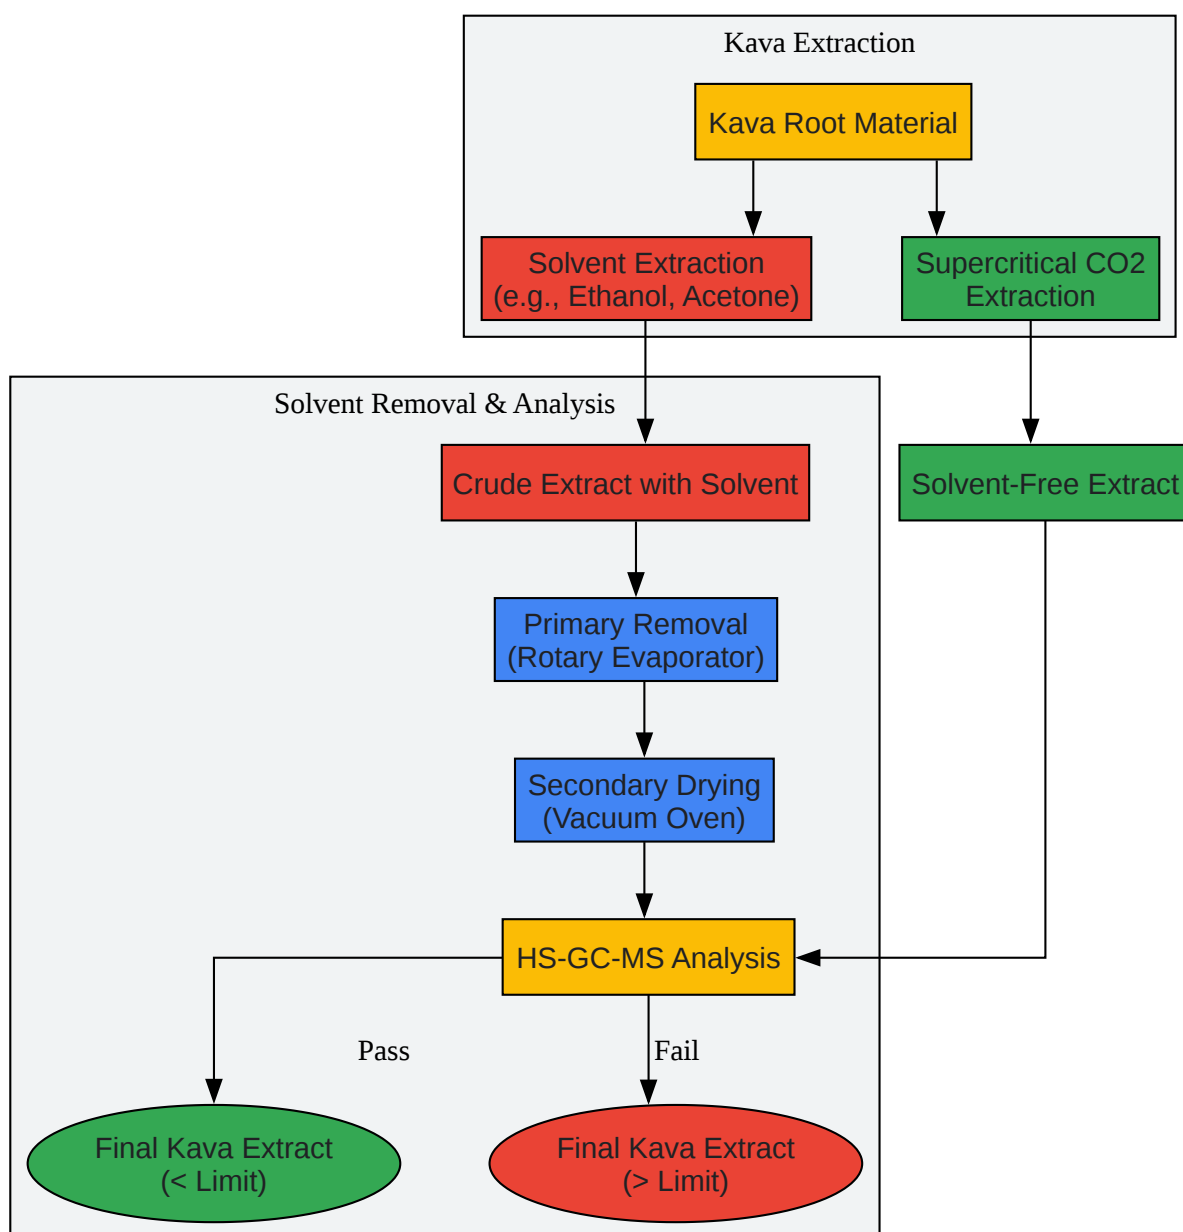 Kava Extraction
Kava Root Material
Solvent Extraction
(e.g., Ethanol, Acetone)
Supercritical CO2
Extraction
Solvent Removal & Analysis
Crude Extract with Solvent
Solvent-Free Extract
Primary Removal
(Rotary Evaporator)
Secondary Drying
(Vacuum Oven)
HS-GC-MS Analysis
Pass
Fail
Final Kava Extract
(< Limit)
Final Kava Extract
(> Limit)